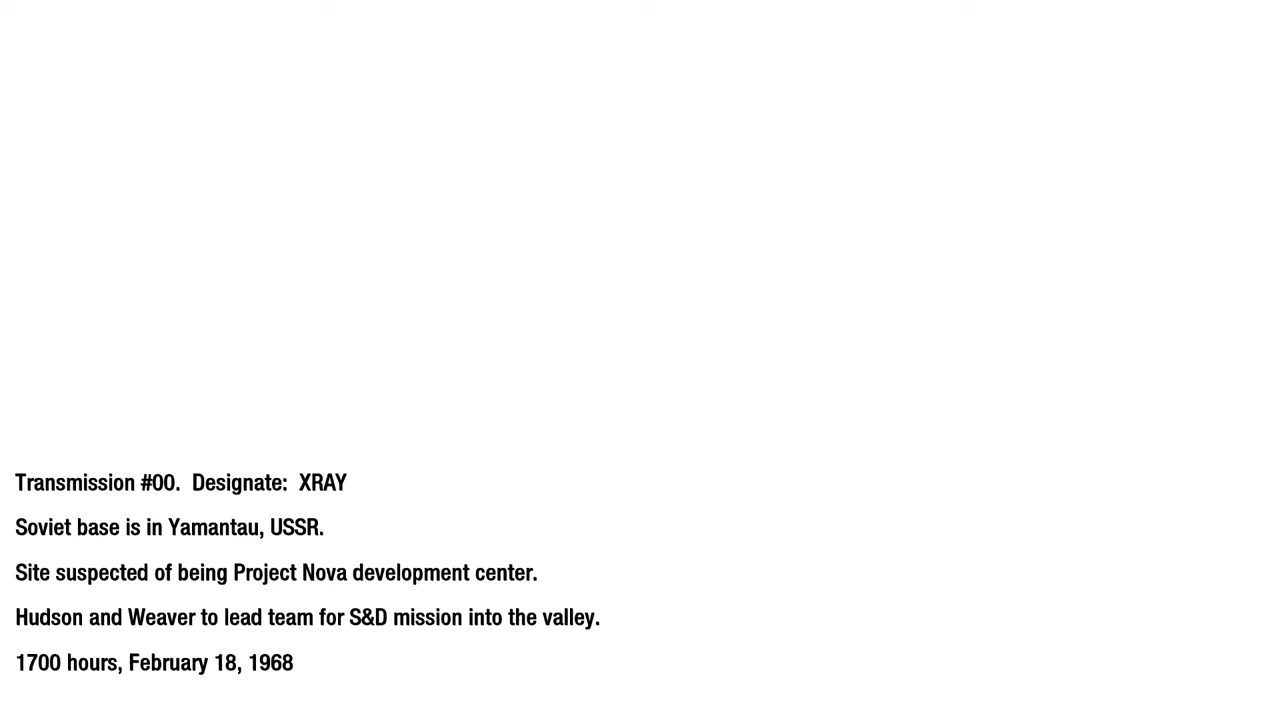 Transmission #00.  Designate:  XRAY
Soviet base is in Yamantau, USSR.
Site suspected of being Project Nova development center.
Hudson and Weaver to lead team for S&D mission into the valley.
1700 hours, February 18, 1968